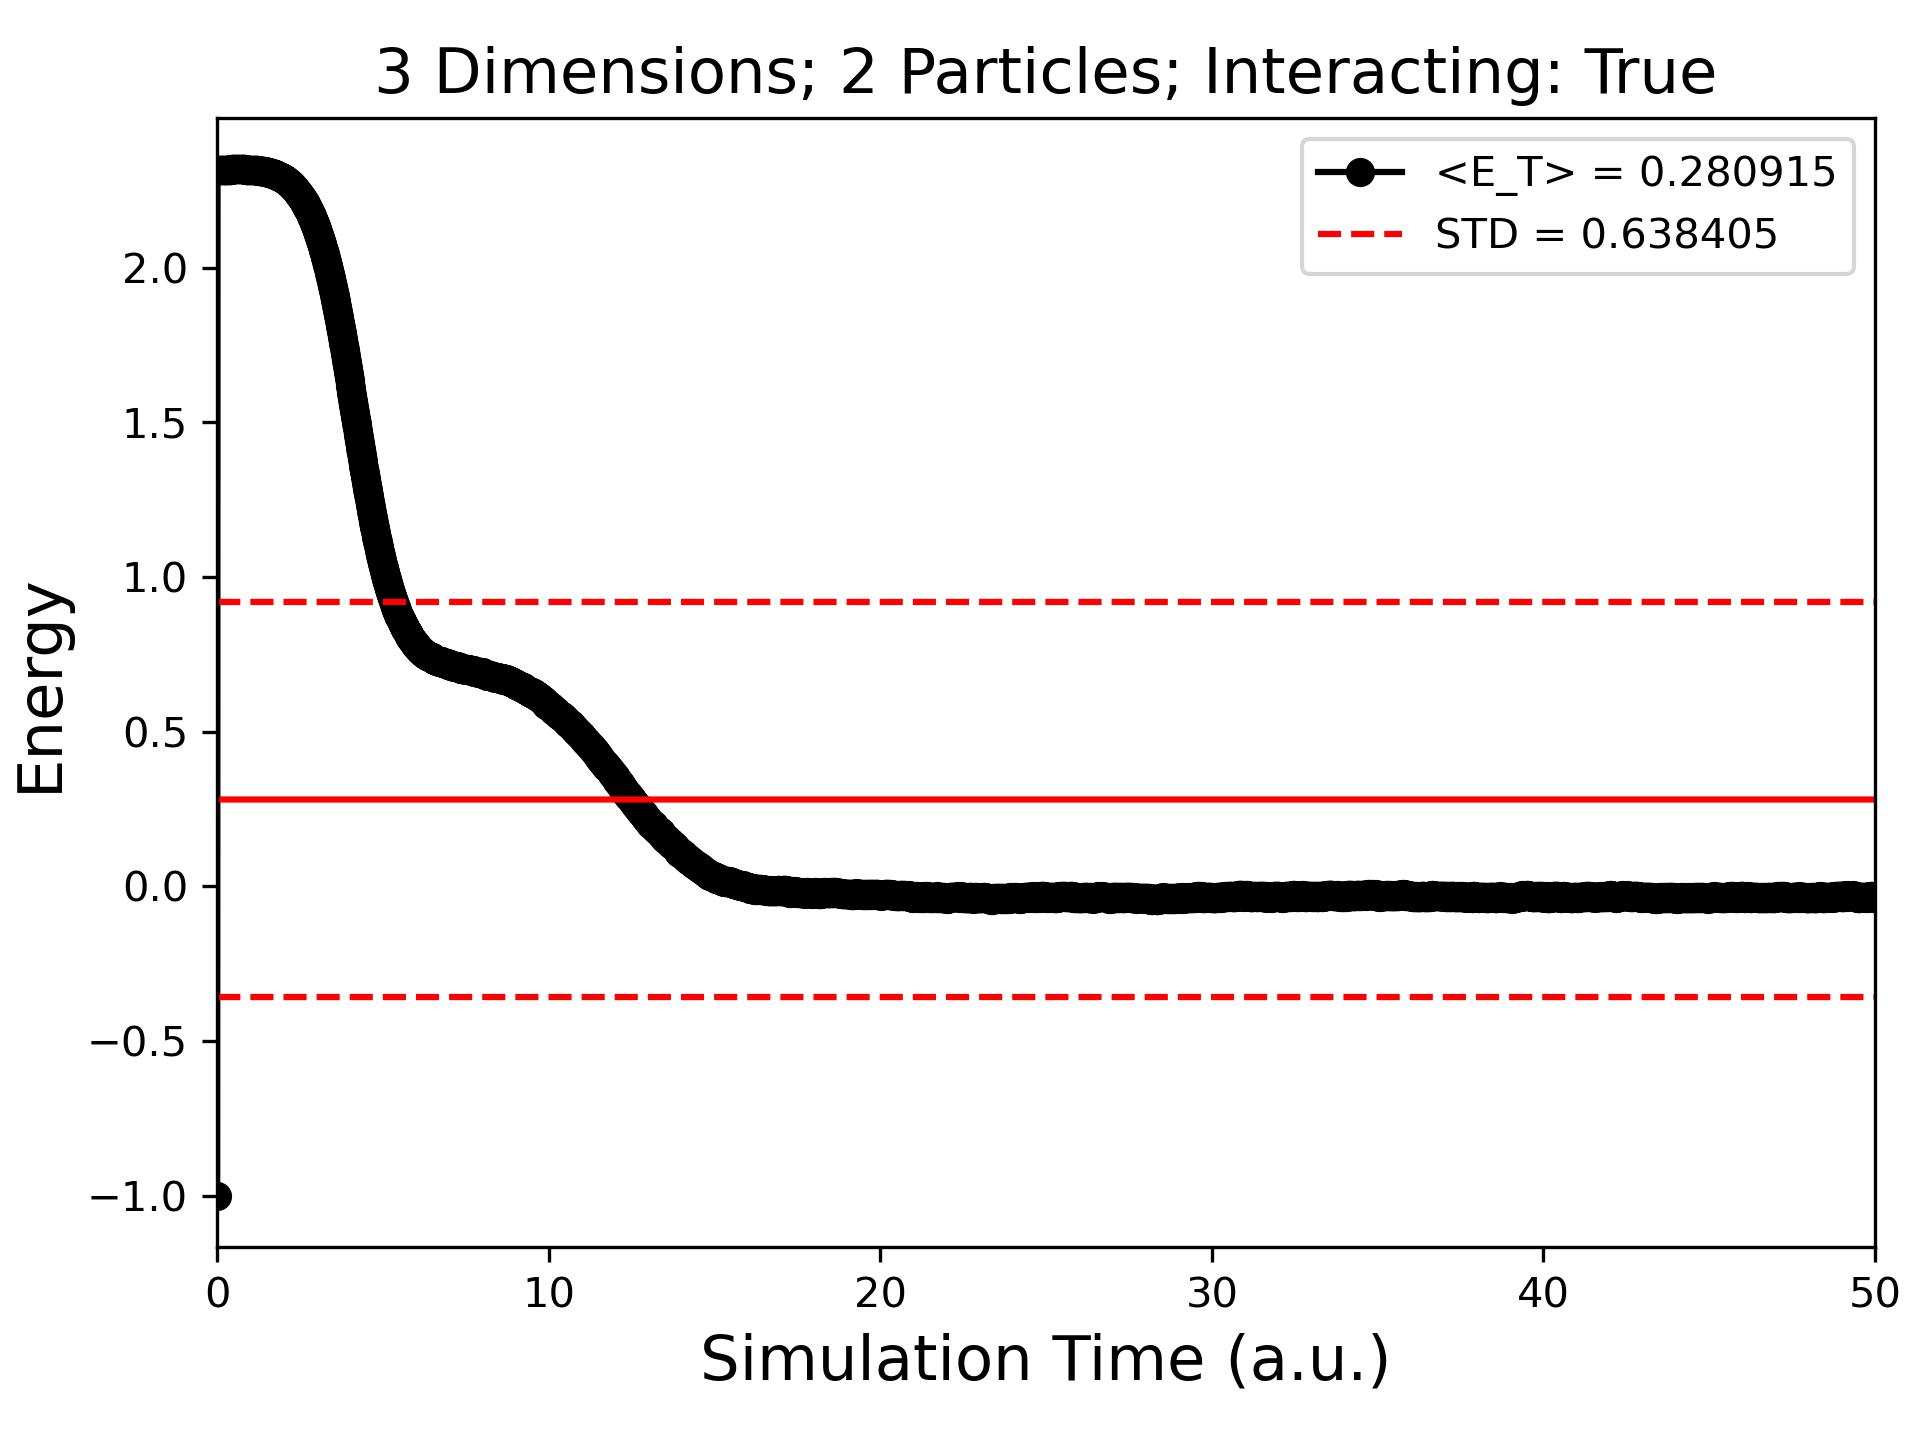 3 Dimensions; 2 Particles; Interacting: True
<E_T> = 0.280915
STD = 0.638405
Energy
2.0
1.5
1.0
0.5
0.0
−0.5
−1.0
0 10 20 30 40 50
Simulation Time (a.u.)